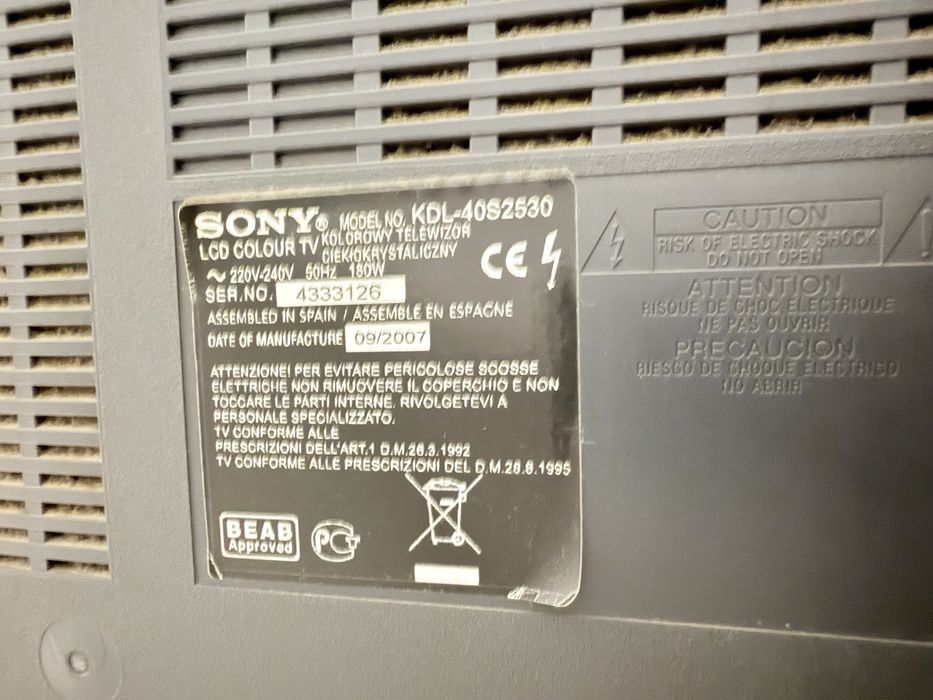 SONY® MODEL NO. KDL-40S2530
LCD COLOUR TV KOLOROWY TELEWIZOR
CIEKŁOKRYSTALICZNY
~ 220V-240V 50Hz 180W
SER.NO. 4333126
ASSEMBLED IN SPAIN / ASSEMBLE EN ESPAGNE
DATE OF MANUFACTURE 09/2007
ATTENZIONE! PER EVITARE PERICOLOSE SCOSSE
ELETTRICHE NON RIMUOVERE IL COPERCHIO E NON
TOCCARE LE PARTI INTERNE. RIVOLGETEVI A
PERSONALE SPECIALIZZATO.
TV CONFORME ALLE
PRESCRIZIONI DELL'ART.1 D.M.26.3.1992
TV CONFORME ALLE PRESCRIZIONI DEL D.M.26.8.1995
CE
BEAB
Approved
CAUTION
RISK OF ELECTRIC SHOCK
DO NOT OPEN
ATTENTION
RISQUE DE CHOC ELECTRIQUE
NE PAS OUVRIR
PRECAUCION
RIESGO DE CHOQUE ELECTRICO
NO ABRIR